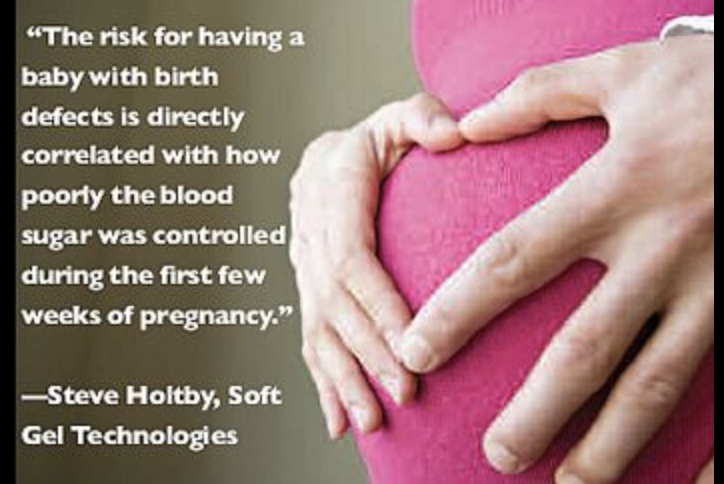 “The risk for having a
baby with birth
defects is directly
correlated with how
poorly the blood
sugar was controlled
during the first few
weeks of pregnancy.”
—Steve Holtby, Soft
Gel Technologies